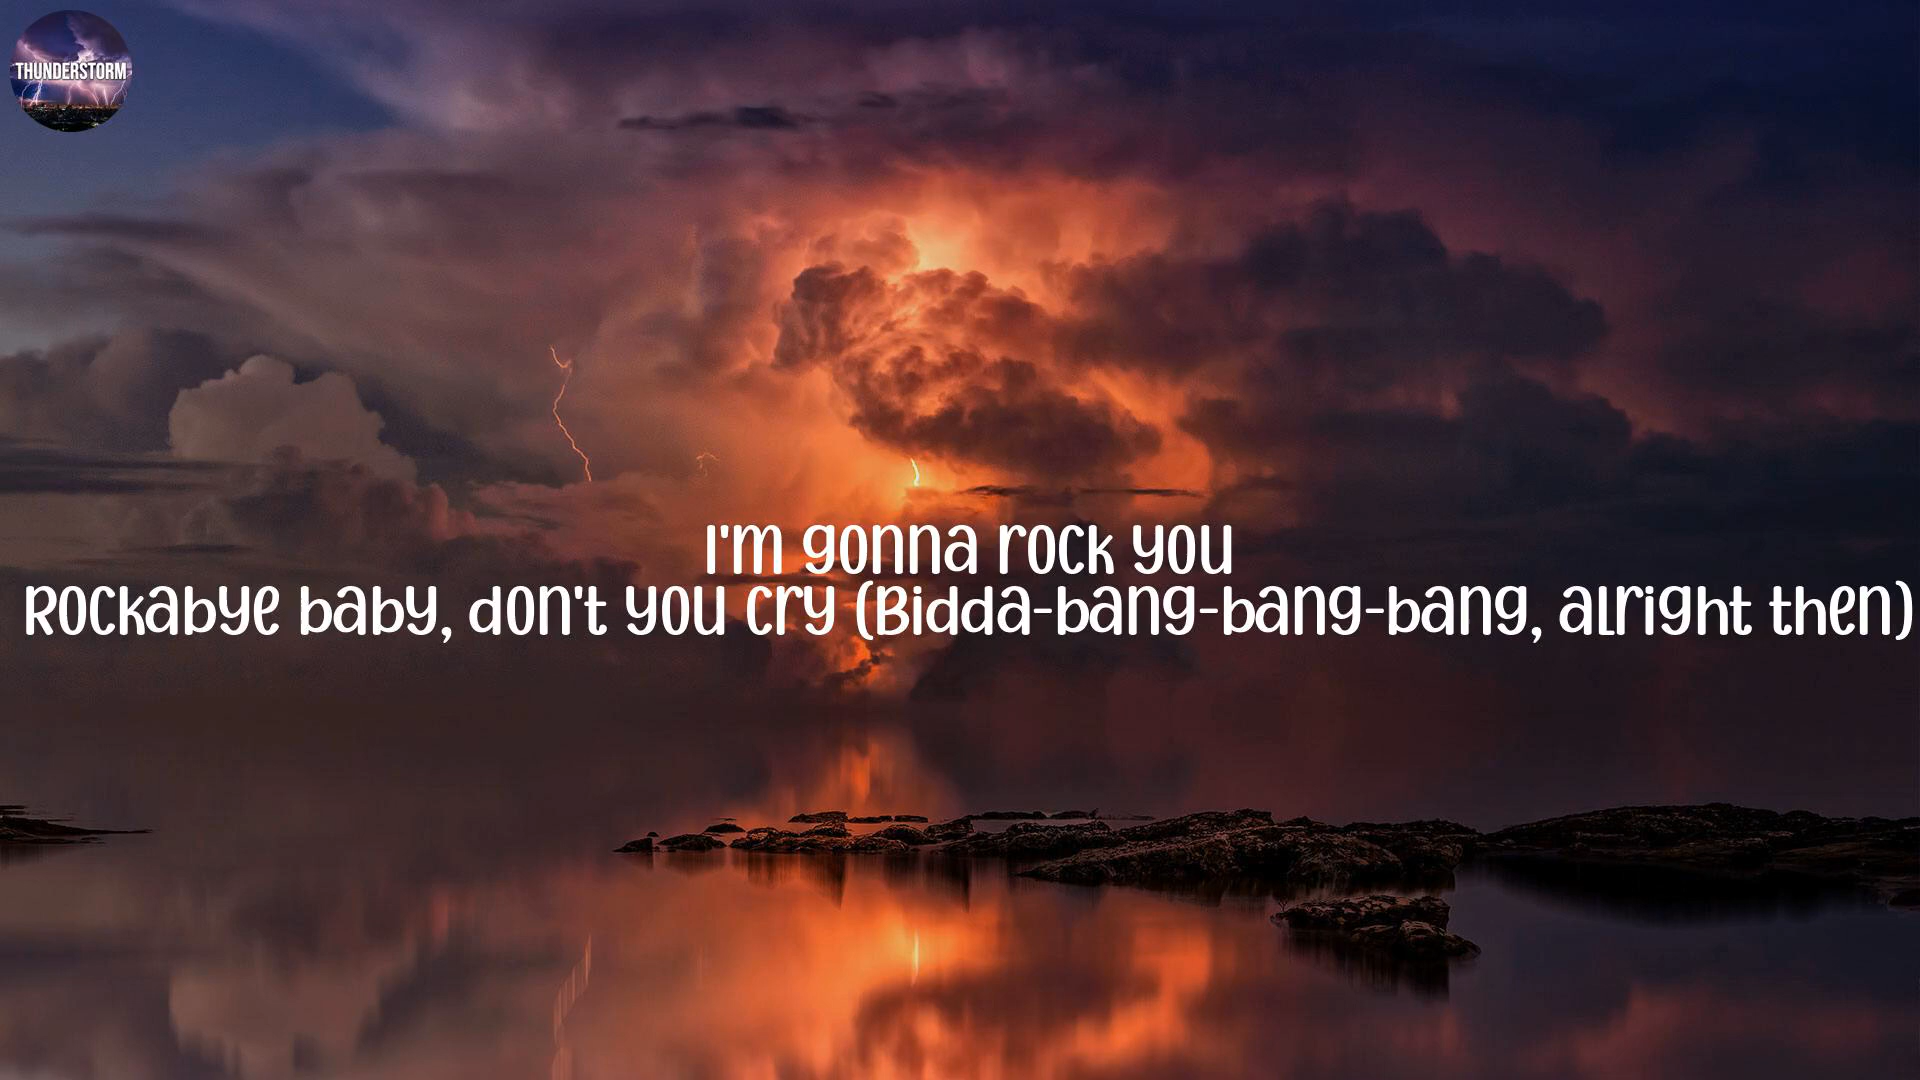 THUNDERSTORM
I'm gonna rock you
Rockabye baby, don't you cry (Bidda-bang-bang-bang, alright then)